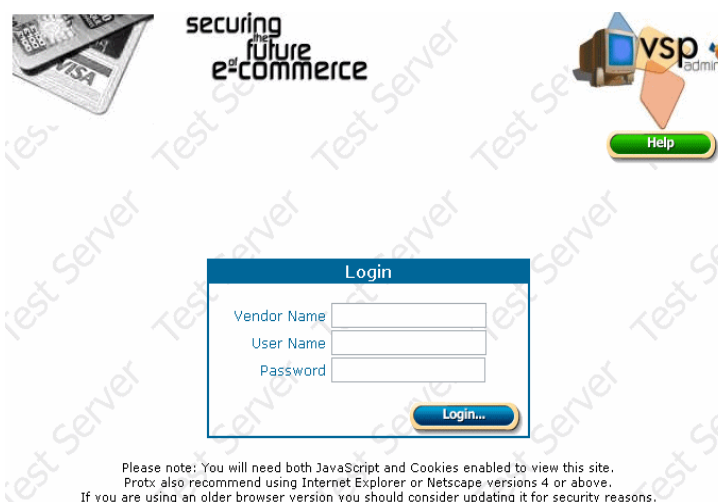 securing
the
future
of
e-commerce
VISA
vsp
admin
Help
Test Server
Login
Vendor Name
User Name
Password
Login...
Please note: You will need both JavaScript and Cookies enabled to view this site.
Protx also recommend using Internet Explorer or Netscape versions 4 or above.
If you are using an older browser version you should consider updating it for security reasons.